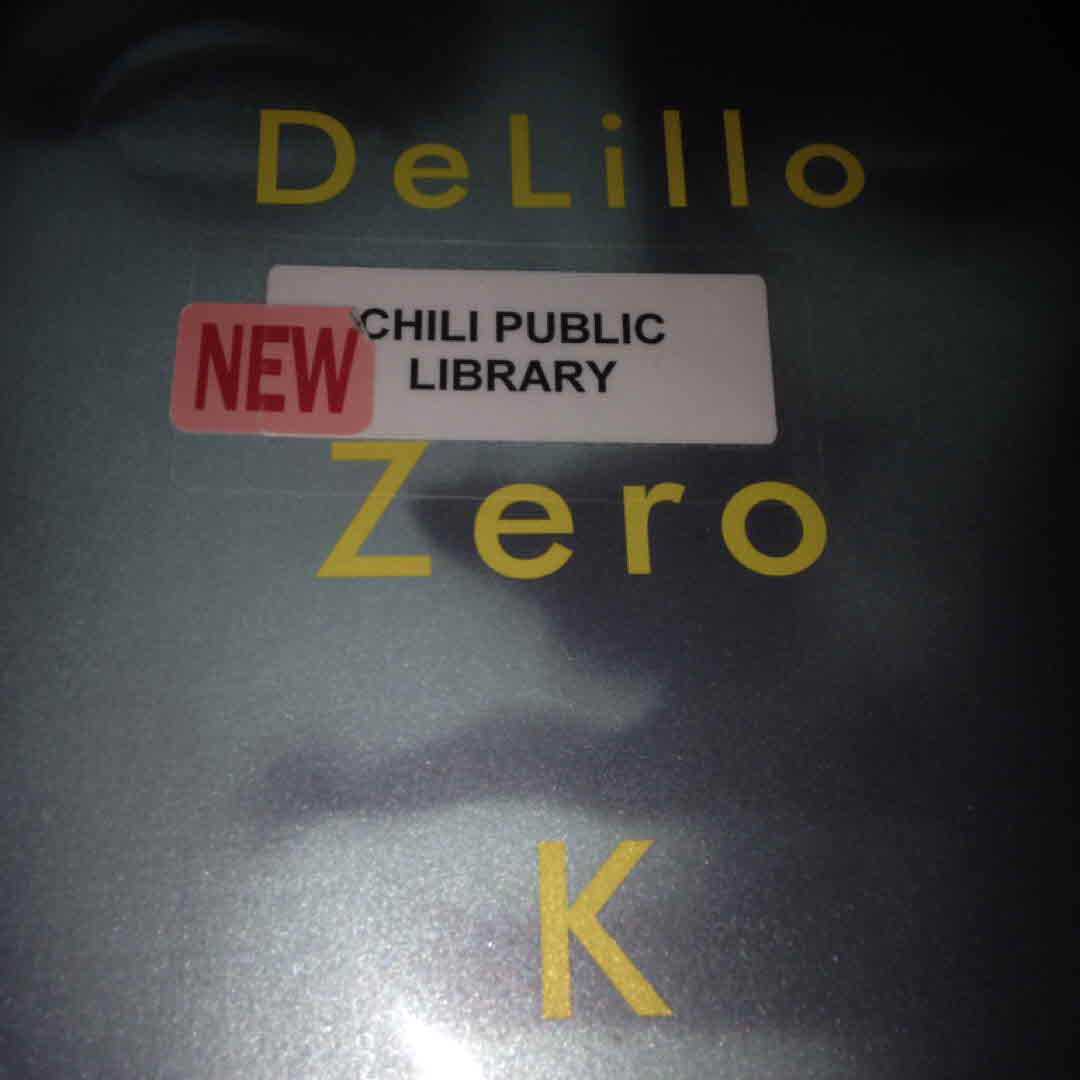 DeLillo
CHILI PUBLIC
NEW
LIBRARY
Zero
K